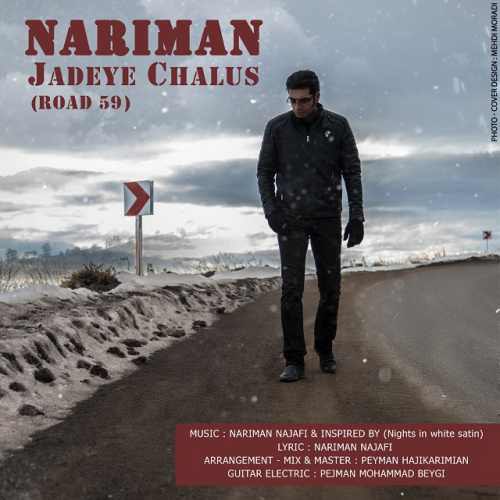 NARIMAN
JADEYE CHALUS
(ROAD 59)
PHOTO - COVER DESIGN : MEHDI MORADI
MUSIC : NARIMAN NAJAFI & INSPIRED BY (Nights in white satin)
LYRIC : NARIMAN NAJAFI
ARRANGEMENT - MIX & MASTER : PEYMAN HAJIKARIMIAN
GUITAR ELECTRIC : PEJMAN MOHAMMAD BEYGI